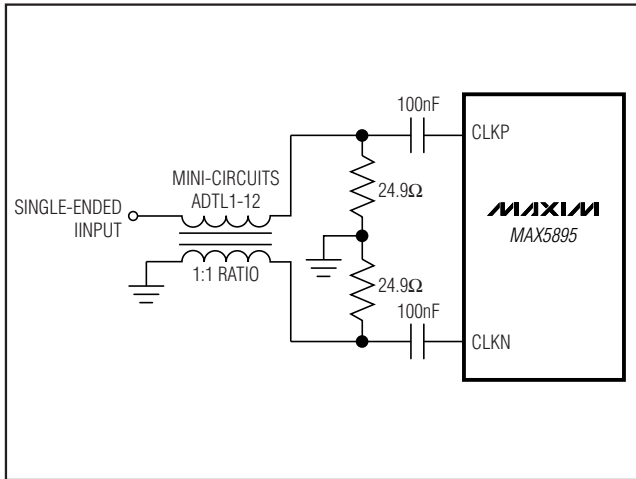 100nF
CLKP
MINI-CIRCUITS
ADTL1-12
24.9Ω
SINGLE-ENDED
IINPUT
MAXIM
MAX5895
1:1 RATIO
24.9Ω
100nF
CLKN